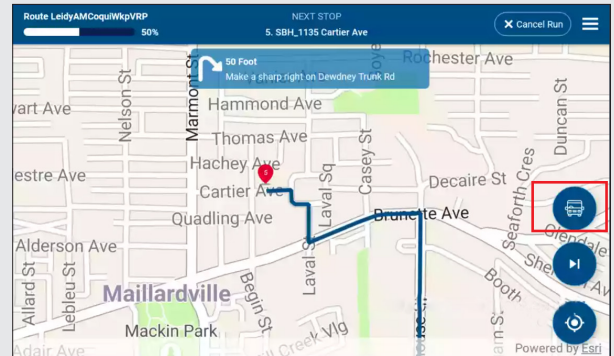 Route LeidyAMCoquiWkpVRP
50%
NEXT STOP
5. SBH_1135 Cartier Ave
Cancel Run
50 Foot
Make a sharp right on Dewdney Trunk Rd
Rochester Ave
Marmont St
Nelson St
Hammond Ave
Duncan St
Thomas Ave
Hachey Ave
Casey St
5
Laval Sq
Decaire St
Cartier Ave
Seaforth Cres
Quadling Ave
Brunette Ave
Glendale
Alderson Ave
Laval St
Allard St
Lebleu St
Begin St
Booth
Maillardville
Mackin Park
Creek Vlg
Adair Ave
Powered by Esri